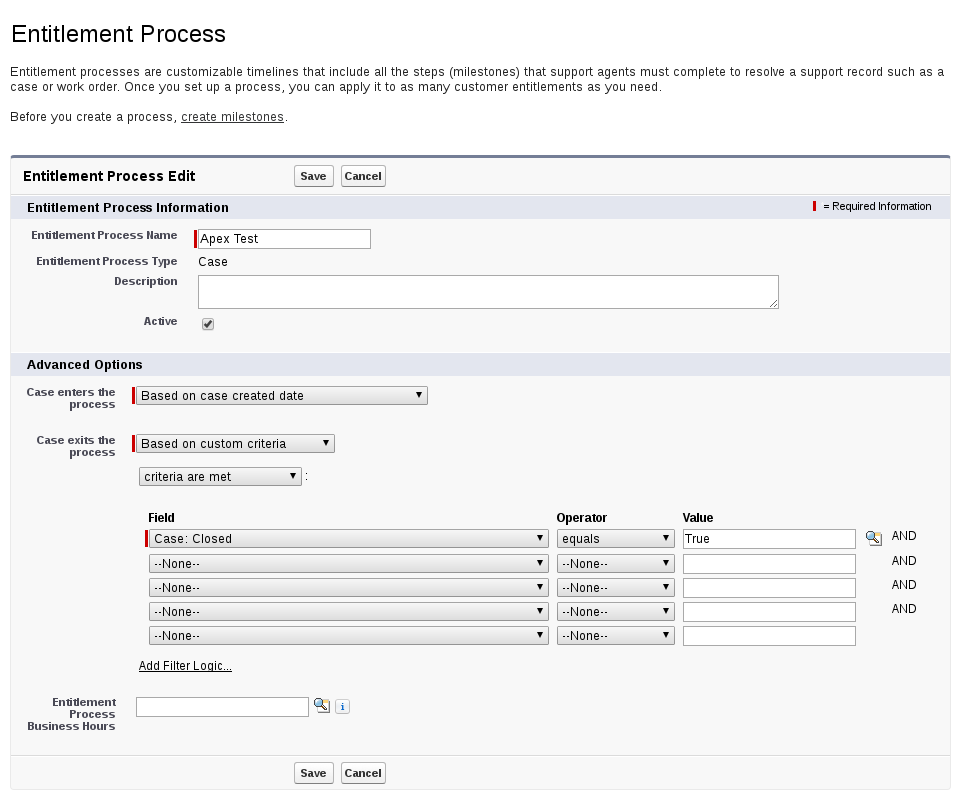 Entitlement Process
Entitlement processes are customizable timelines that include all the steps (milestones) that support agents must complete to resolve a support record such as a
case or work order. Once you set up a process, you can apply it to as many customer entitlements as you need.
Before you create a process, create milestones.
Entitlement Process Edit Save Cancel
Entitlement Process Information = Required Information
Entitlement Process Name Apex Test
Entitlement Process Type Case
Description
Active
Advanced Options
Case enters the
process Based on case created date
Case exits the
process Based on custom criteria
criteria are met :
Field Operator Value
Case: Closed equals True AND
--None-- --None-- AND
--None-- --None-- AND
--None-- --None-- AND
--None-- --None--
Add Filter Logic...
Entitlement
Process
Business Hours i
Save Cancel